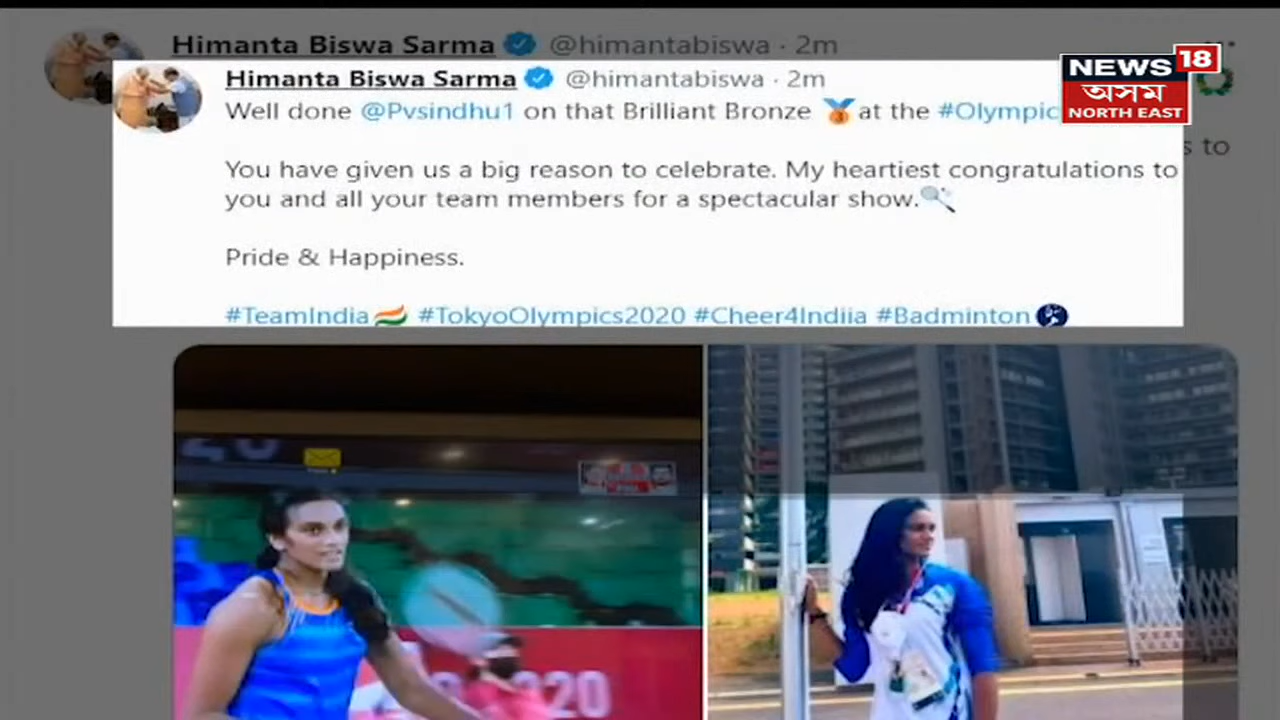 Himanta Biswa Sarma @himantabiswa · 2m
NEWS 18
অসম
NORTH EAST
Himanta Biswa Sarma @himantabiswa · 2m
Well done @Pvsindhu1 on that Brilliant Bronze 🥉at the #Olympic
s to
You have given us a big reason to celebrate. My heartiest congratulations to
you and all your team members for a spectacular show.🏸
Pride & Happiness.
#TeamIndia #TokyoOlympics2020 #Cheer4Indiia #Badminton
20